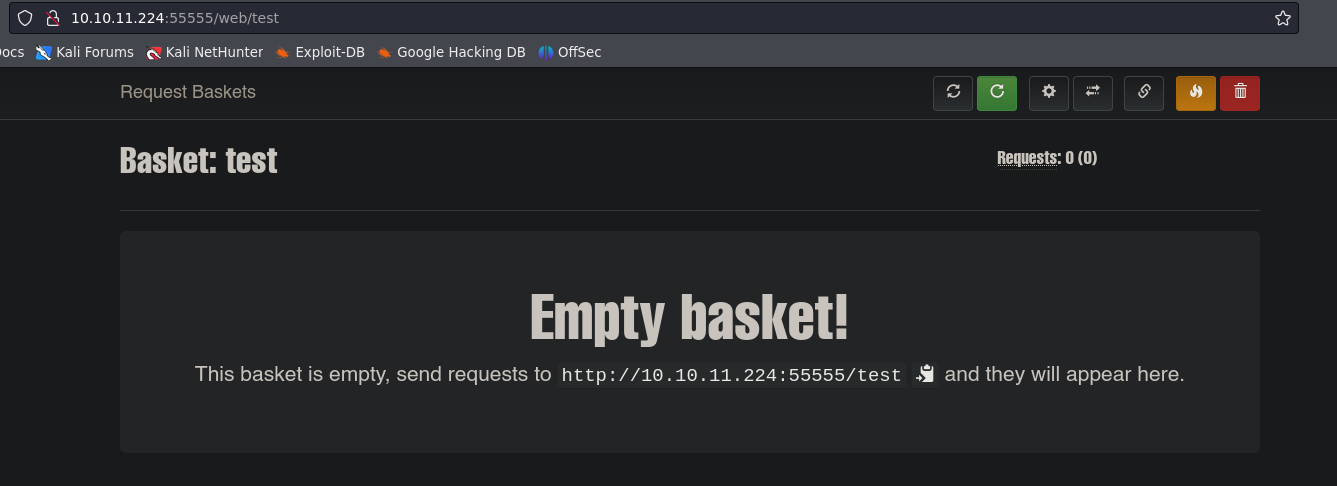 10.10.11.224:55555/web/test
ocs Kali Forums Kali NetHunter Exploit-DB Google Hacking DB OffSec
Request Baskets
Basket: test
Requests: 0 (0)
Empty basket!
This basket is empty, send requests to http://10.10.11.224:55555/test and they will appear here.